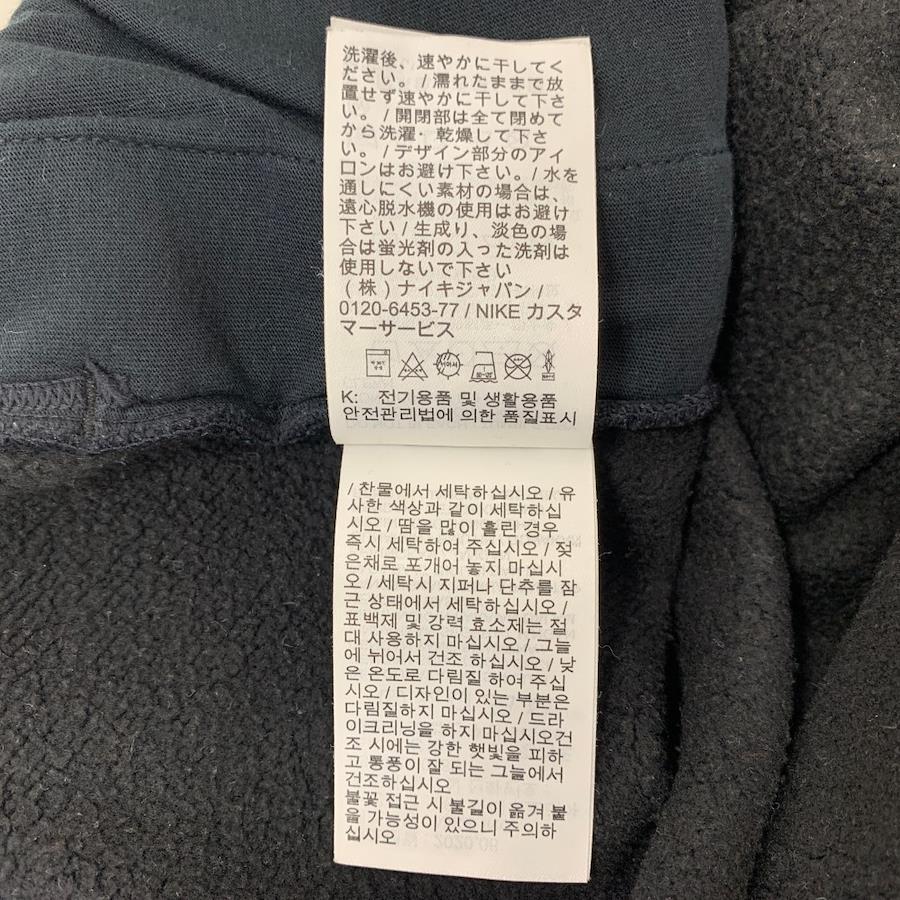 洗濯後、速やかに干してく
ださい。/ 濡れたままで放
置せず速やかに干して下さ
い。/ 開閉部は全て閉めて
から洗濯・乾燥して下さ
い。/ デザイン部分のアイ
ロンはお避け下さい。/ 水を
通しにくい素材の場合は、
遠心脱水機の使用はお避け
下さい / 生成り、淡色の場
合は蛍光剤の入った洗剤は
使用しないで下さい
(株)ナイキジャパン /
0120-6453-77 / NIKE カスタ
マーサービス
K: 전기용품 및 생활용품
안전관리법에 의한 품질표시
/ 찬물에서 세탁하십시오 / 유
사한 색상과 같이 세탁하십
시오 / 땀을 많이 흘린 경우
즉시 세탁하여 주십시오 / 젖
은채로 포개어 놓지 마십시
오 / 세탁시 지퍼나 단추를 잠
근 상태에서 세탁하십시오 /
표백제 및 강력 효소제는 절
대 사용하지 마십시오 / 그늘
에 뉘어서 건조 하십시오 / 낮
은 온도로 다림질 하여 주십
시오 / 디자인이 있는 부분은
다림질하지 마십시오 / 드라
이크리닝을 하지 마십시오건
조 시에는 강한 햇빛을 피하
고 통풍이 잘 되는 그늘에서
건조하십시오
불꽃 접근 시 불길이 옮겨 붙
을 가능성이 있으니 주의하
십시오